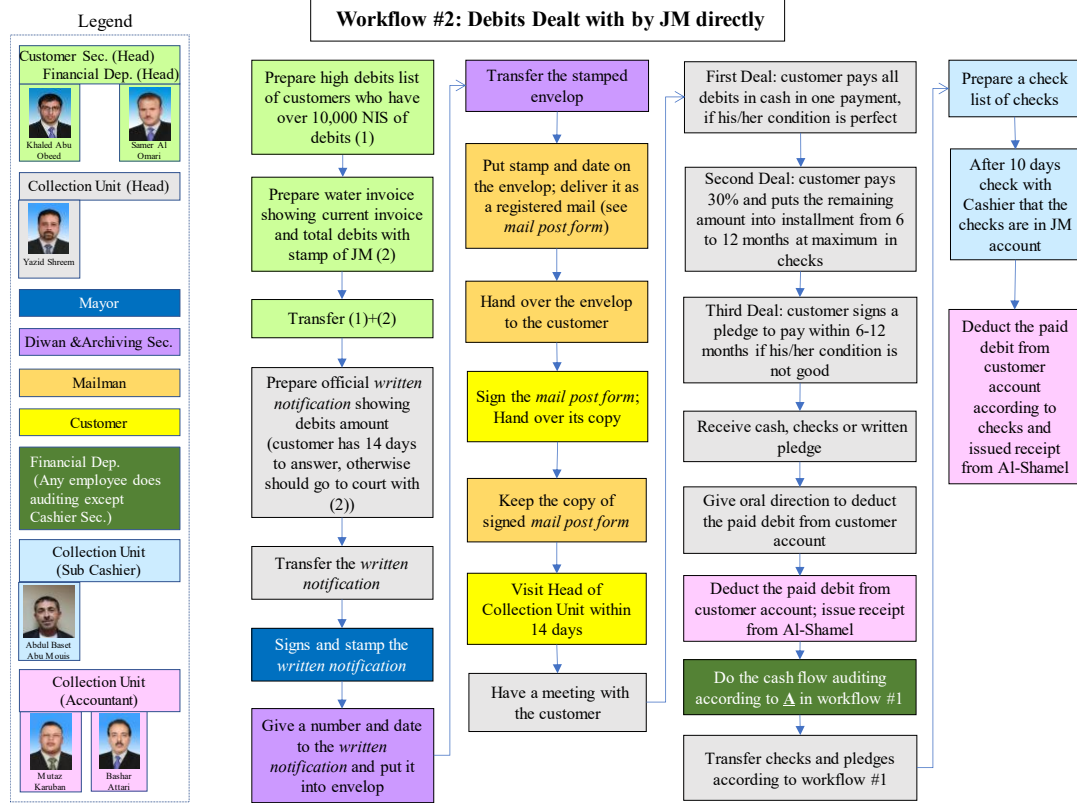 Workflow #2: Debits Dealt with by JM directly
Legend
Customer Sec. (Head)
Financial Dep. (Head)
Khaled Abu
Obeed
Samer Al
Omari
Collection Unit (Head)
Yazid Shreem
Mayor
Diwan &Archiving Sec.
Mailman
Customer
Financial Dep.
(Any employee does
auditing except
Cashier Sec.)
Collection Unit
(Sub Cashier)
Abdul Baset
Abu Mouis
Collection Unit
(Accountant)
Mutaz
Karuban
Bashar
Attari
Prepare high debits list
of customers who have
over 10,000 NIS of
debits (1)
Prepare water invoice
showing current invoice
and total debits with
stamp of JM (2)
Transfer (1)+(2)
Prepare official written
notification showing
debits amount
(customer has 14 days
to answer, otherwise
should go to court with
(2))
Transfer the written
notification
Signs and stamp the
written notification
Give a number and date
to the written
notification and put it
into envelop
Transfer the stamped
envelop
Put stamp and date on
the envelop; deliver it as
a registered mail (see
mail post form)
Hand over the envelop
to the customer
Sign the mail post form;
Hand over its copy
Keep the copy of
signed mail post form
Visit Head of
Collection Unit within
14 days
Have a meeting with
the customer
First Deal: customer pays all
debits in cash in one payment,
if his/her condition is perfect
Second Deal: customer pays
30% and puts the remaining
amount into installment from 6
to 12 months at maximum in
checks
Third Deal: customer signs a
pledge to pay within 6-12
months if his/her condition is
not good
Receive cash, checks or written
pledge
Give oral direction to deduct
the paid debit from customer
account
Deduct the paid debit from
customer account; issue receipt
from Al-Shamel
Do the cash flow auditing
according to A in workflow #1
Transfer checks and pledges
according to workflow #1
Prepare a check
list of checks
After 10 days
check with
Cashier that the
checks are in JM
account
Deduct the paid
debit from
customer
account
according to
checks and
issued receipt
from Al-Shamel